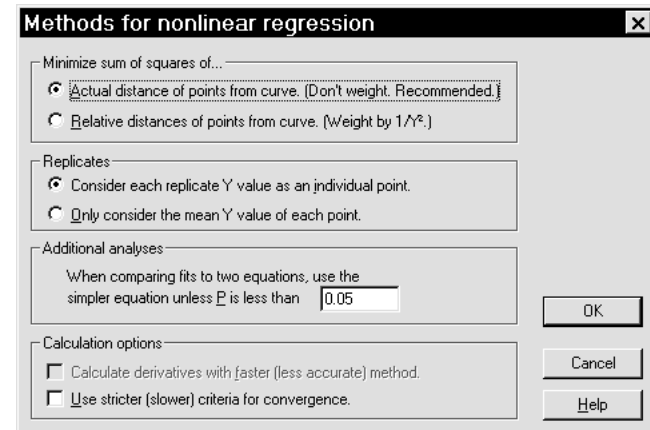 Methods for nonlinear regression
Minimize sum of squares of...
Actual distance of points from curve. (Don't weight. Recommended.)
Relative distances of points from curve. (Weight by 1/Y².)
Replicates
Consider each replicate Y value as an individual point.
Only consider the mean Y value of each point.
Additional analyses
When comparing fits to two equations, use the
simpler equation unless P is less than 0.05
OK
Calculation options
Calculate derivatives with faster (less accurate) method.
Cancel
Use stricter (slower) criteria for convergence.
Help